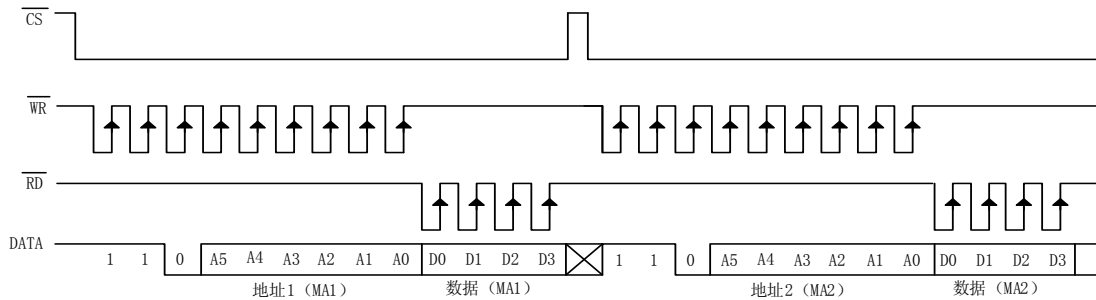 CS
WR
RD
DATA 1 1 0 A5 A4 A3 A2 A1 A0 D0 D1 D2 D3 1 1 0 A5 A4 A3 A2 A1 A0 D0 D1 D2 D3
地址1（MA1） 数据（MA1） 地址2（MA2） 数据（MA2）